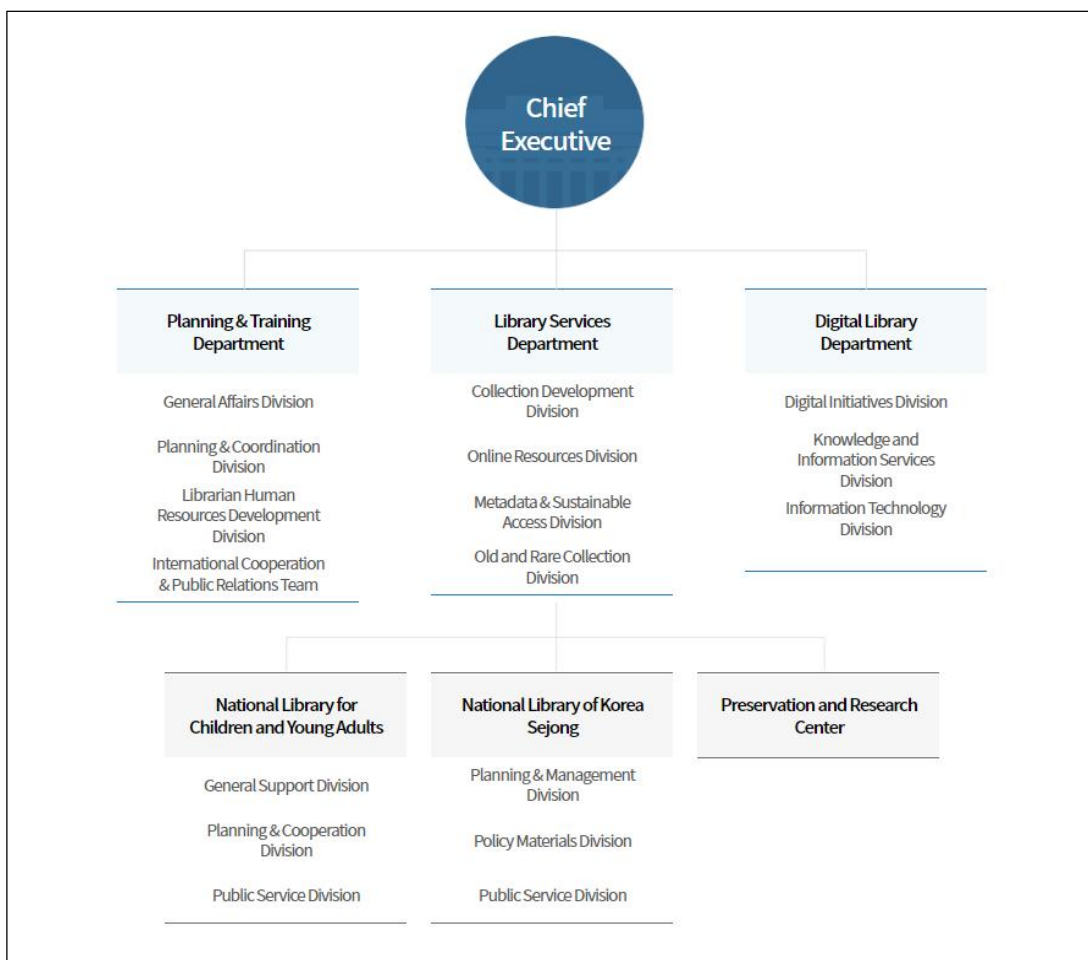 Chief
Executive
Planning & Training
Department
General Affairs Division
Planning & Coordination
Division
Librarian Human
Resources Development
Division
International Cooperation
& Public Relations Team
Library Services
Department
Collection Development
Division
Online Resources Division
Metadata & Sustainable
Access Division
Old and Rare Collection
Division
Digital Library
Department
Digital Initiatives Division
Knowledge and
Information Services
Division
Information Technology
Division
National Library for
Children and Young Adults
General Support Division
Planning & Cooperation
Division
Public Service Division
National Library of Korea
Sejong
Planning & Management
Division
Policy Materials Division
Public Service Division
Preservation and Research
Center